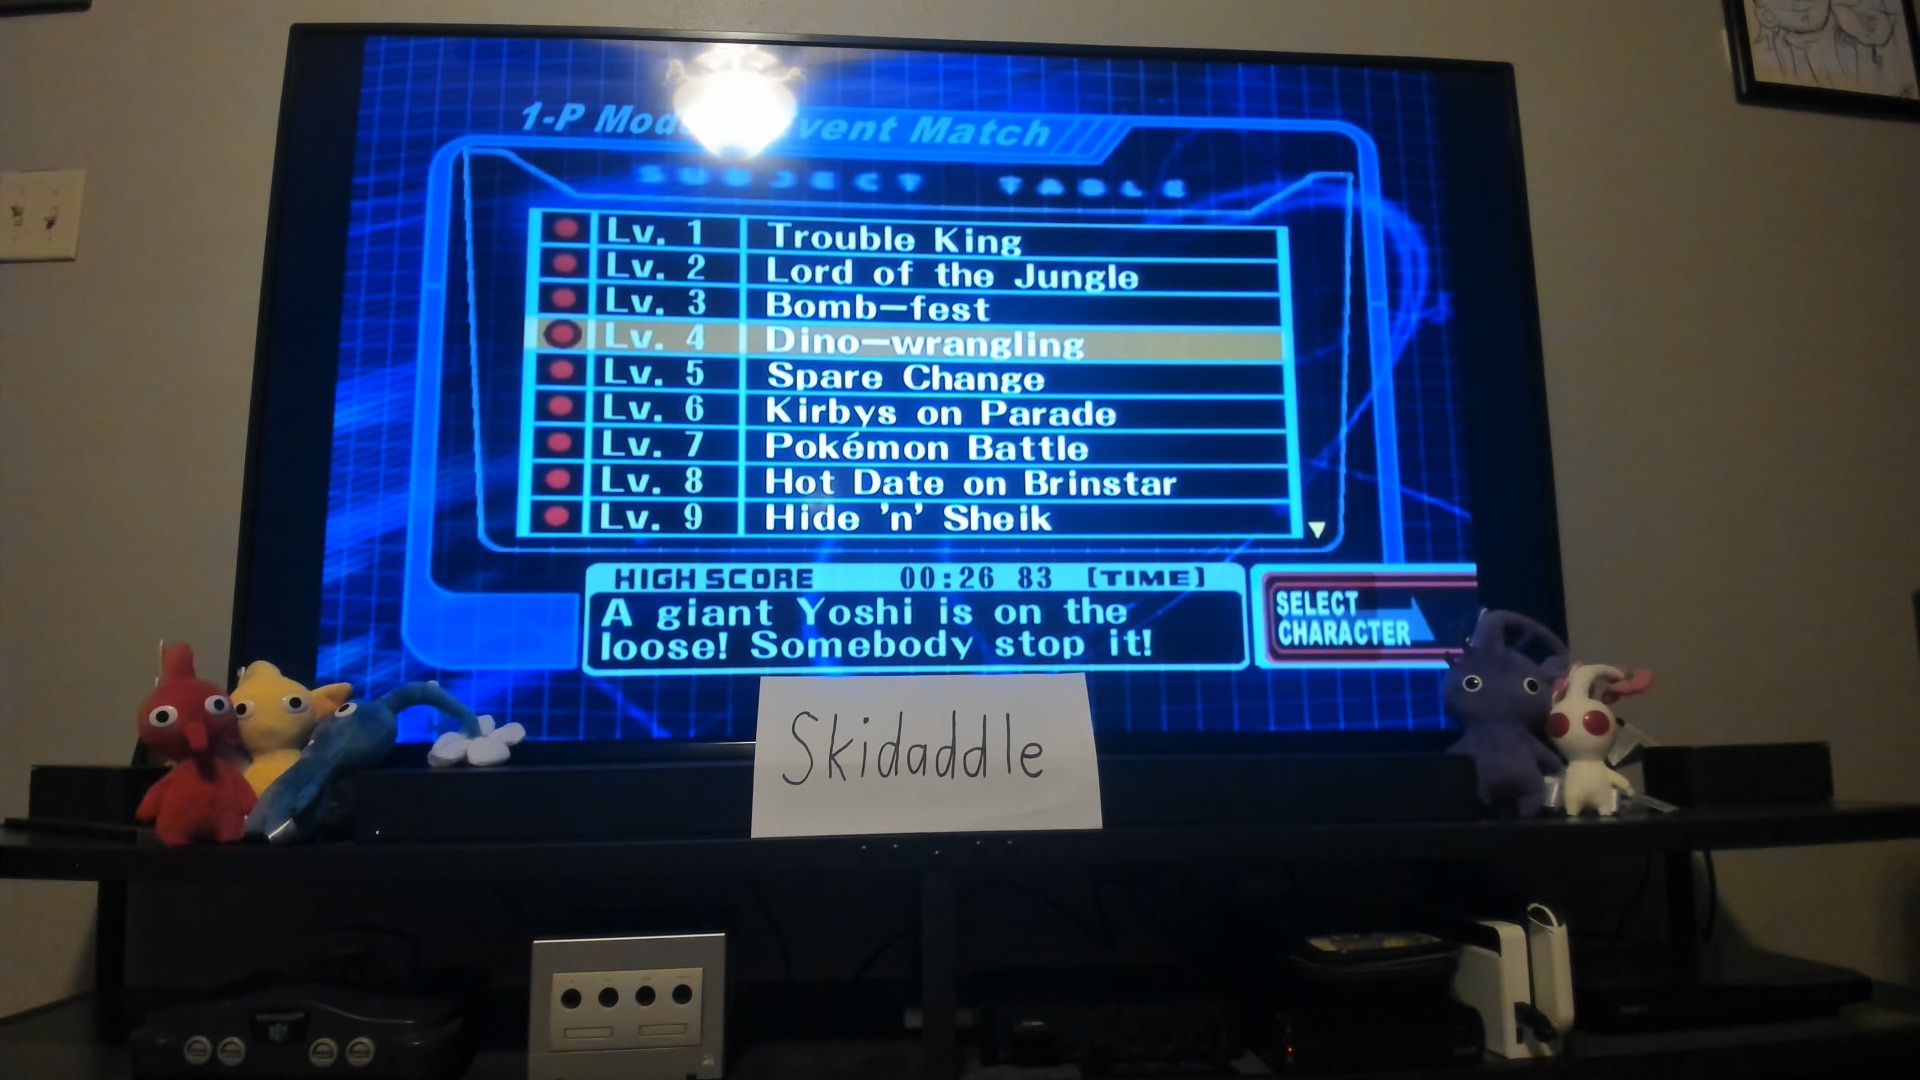 1-P Mode Event Match
SUBJECT TABLE
Lv. 1 Trouble King
Lv. 2 Lord of the Jungle
Lv. 3 Bomb-fest
Lv. 4 Dino-wrangling
Lv. 5 Spare Change
Lv. 6 Kirbys on Parade
Lv. 7 Pokémon Battle
Lv. 8 Hot Date on Brinstar
Lv. 9 Hide 'n' Sheik
HIGH SCORE 00:26 83 [TIME]
A giant Yoshi is on the
loose! Somebody stop it!
SELECT
CHARACTER
Skidaddle